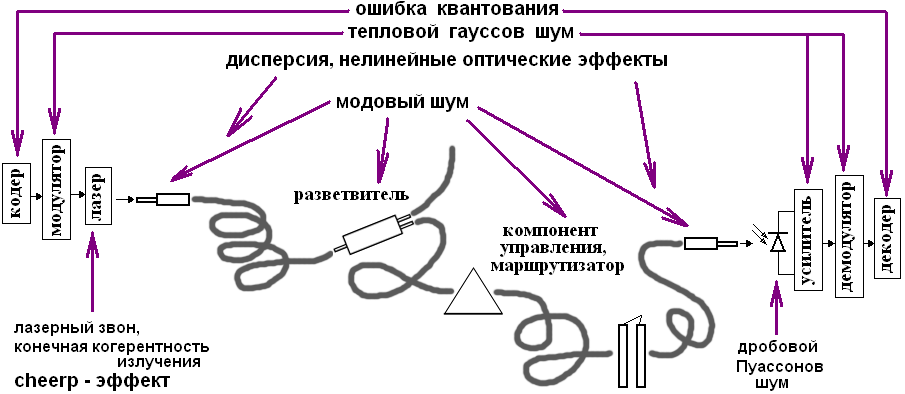 ошибка квантования
тепловой гауссов шум
дисперсия, нелинейные оптические эффекты
модовый шум
кодер
модулятор
лазер
разветвитель
компонент
управления,
маршрутизатор
усилитель
демодулятор
декодер
лазерный звон,
конечная когерентность
излучения
cheerp - эффект
дробовой
Пуассонов
шум